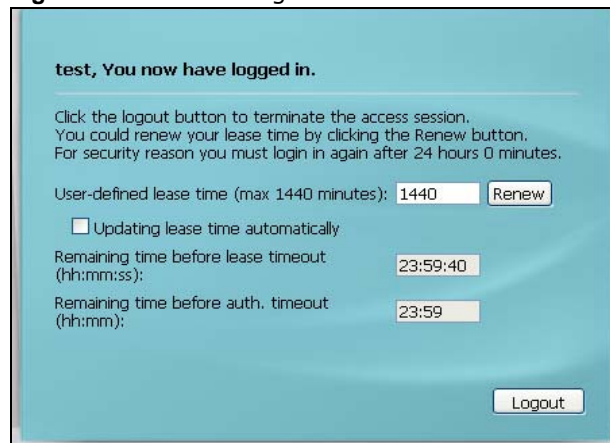 test, You now have logged in.
Click the logout button to terminate the access session.
You could renew your lease time by clicking the Renew button.
For security reason you must login in again after 24 hours 0 minutes.
User-defined lease time (max 1440 minutes): 1440 Renew
Updating lease time automatically
Remaining time before lease timeout
(hh:mm:ss): 23:59:40
Remaining time before auth. timeout
(hh:mm): 23:59
Logout